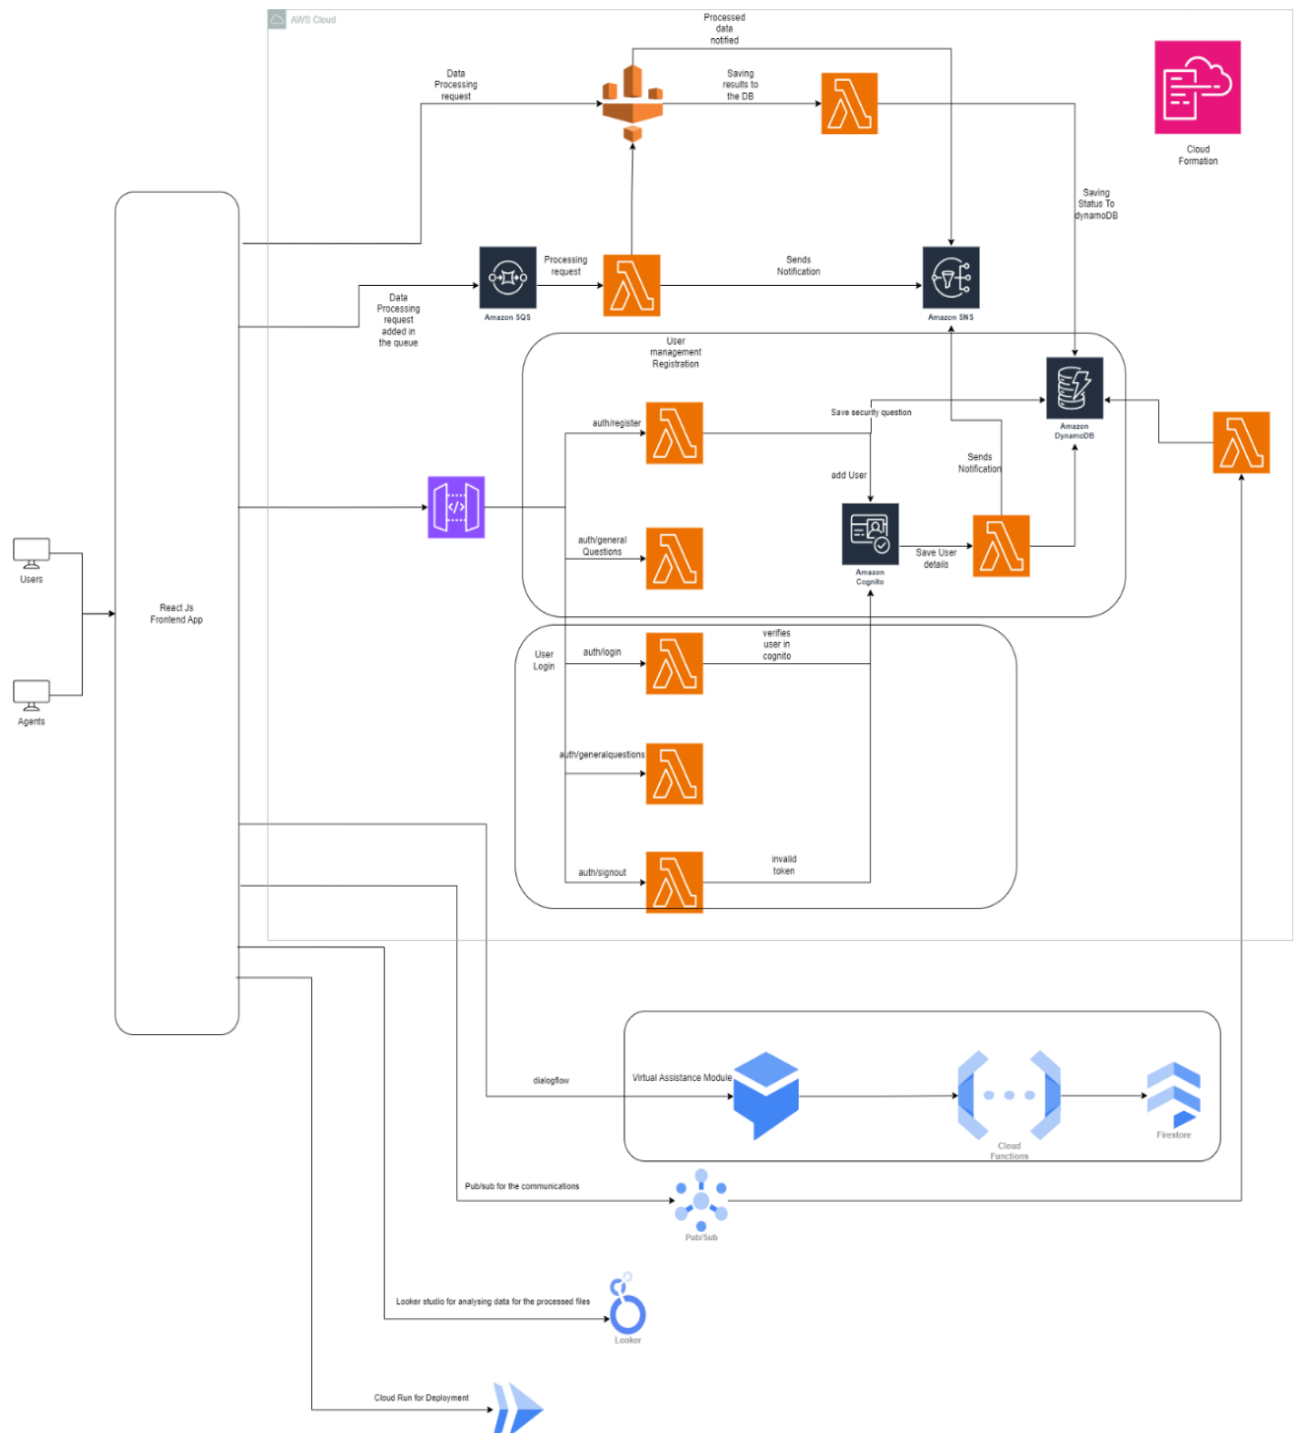 AWS Cloud
Processed
data
notified
Data
Processing
request
Saving
results to
the DB
Cloud
Formation
Saving
Status To
dynamoDB
Processing
request
Sends
Notification
Data
Processing
request
added in
the queue
Amazon SQS
Amazon SNS
User
management
Registration
auth/register
Save security question
Amazon
DynamoDB
Sends
Notification
add User
auth/general
Questions
Save User
details
Amazon
Cognito
Users
React Js
Frontend App
Agents
User
Login
auth/login
verifies
user in
cognito
auth/generalquestions
auth/signout
invalid
token
dialogflow
Virtual Assistance Module
Cloud
Functions
Firestore
Pub/sub for the communications
Pub/Sub
Looker studio for analysing data for the processed files
Looker
Cloud Run for Deployment